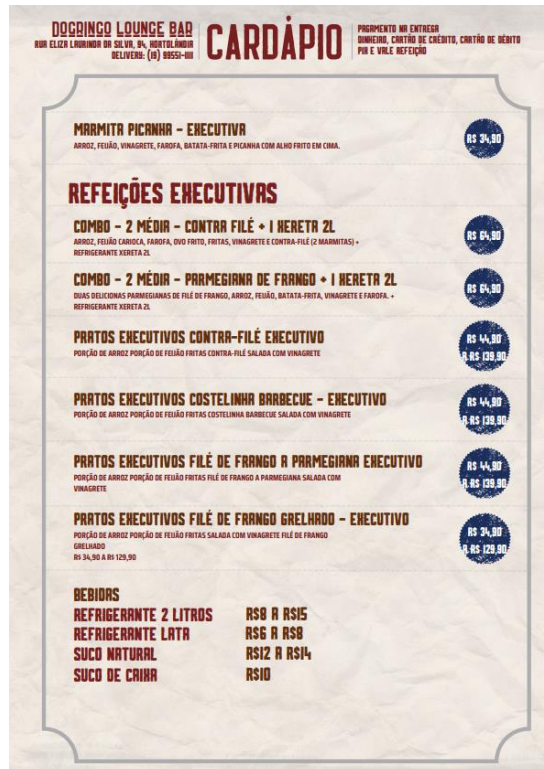 DOGRINGO LOUNGE BAR
RUA ELIZA LAURINDA DA SILVA, 94, HORTOLÂNDIA
DELIVERY: (19) 99551-1111
CARDÁPIO
PAGAMENTO NA ENTREGA
DINHEIRO, CARTÃO DE CRÉDITO, CARTÃO DE DÉBITO
PIX E VALE REFEIÇÃO
MARMITA PICANHA - EXECUTIVA
ARROZ, FEIJÃO, VINAGRETE, FAROFA, BATATA-FRITA E PICANHA COM ALHO FRITO EM CIMA.
R$ 34,90
REFEIÇÕES EXECUTIVAS
COMBO - 2 MÉDIA - CONTRA FILÉ + 1 XERETA 2L
ARROZ, FEIJÃO CARIOCA, FAROFA, OVO FRITO, FRITAS, VINAGRETE E CONTRA-FILÉ (2 MARMITAS) +
REFRIGERANTE XERETA 2L
R$ 64,90
COMBO - 2 MÉDIA - PARMEGIANA DE FRANGO + 1 XERETA 2L
DUAS DELICIONAS PARMEGIANAS DE FILÉ DE FRANGO, ARROZ, FEIJÃO, BATATA-FRITA, VINAGRETE E FAROFA. +
REFRIGERANTE XERETA 2L
R$ 64,90
PRATOS EXECUTIVOS CONTRA-FILÉ EXECUTIVO
PORÇÃO DE ARROZ PORÇÃO DE FEIJÃO FRITAS CONTRA-FILÉ SALADA COM VINAGRETE
R$ 44,90
A R$ 139,90
PRATOS EXECUTIVOS COSTELINHA BARBECUE - EXECUTIVO
PORÇÃO DE ARROZ PORÇÃO DE FEIJÃO FRITAS COSTELINHA BARBECUE SALADA COM VINAGRETE
R$ 44,90
A R$ 139,90
PRATOS EXECUTIVOS FILÉ DE FRANGO A PARMEGIANA EXECUTIVO
PORÇÃO DE ARROZ PORÇÃO DE FEIJÃO FRITAS FILÉ DE FRANGO A PARMEGIANA SALADA COM
VINAGRETE
R$ 44,90
A R$ 139,90
PRATOS EXECUTIVOS FILÉ DE FRANGO GRELHADO - EXECUTIVO
PORÇÃO DE ARROZ PORÇÃO DE FEIJÃO FRITAS SALADA COM VINAGRETE FILÉ DE FRANGO
GRELHADO
R$ 34,90 A R$ 129,90
R$ 34,90
A R$ 129,90
BEBIDAS
REFRIGERANTE 2 LITROS R$8 A R$15
REFRIGERANTE LATA R$6 A R$8
SUCO NATURAL R$12 A R$14
SUCO DE CAIXA R$10